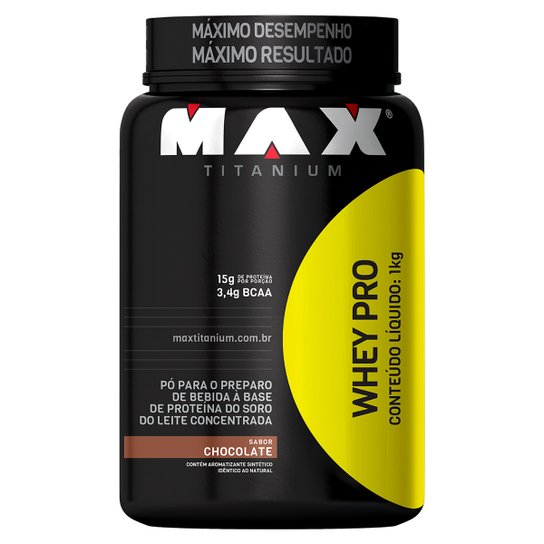 MÁXIMO DESEMPENHO
MÁXIMO RESULTADO
MAX®
TITANIUM
15g DE PROTEÍNA
POR PORÇÃO
3,4g BCAA
maxtitanium.com.br
PÓ PARA O PREPARO
DE BEBIDA À BASE
DE PROTEÍNA DO SORO
DO LEITE CONCENTRADA
SABOR
CHOCOLATE
CONTÉM AROMATIZANTE SINTÉTICO
IDÊNTICO AO NATURAL
WHEY PRO
CONTEÚDO LÍQUIDO: 1kg